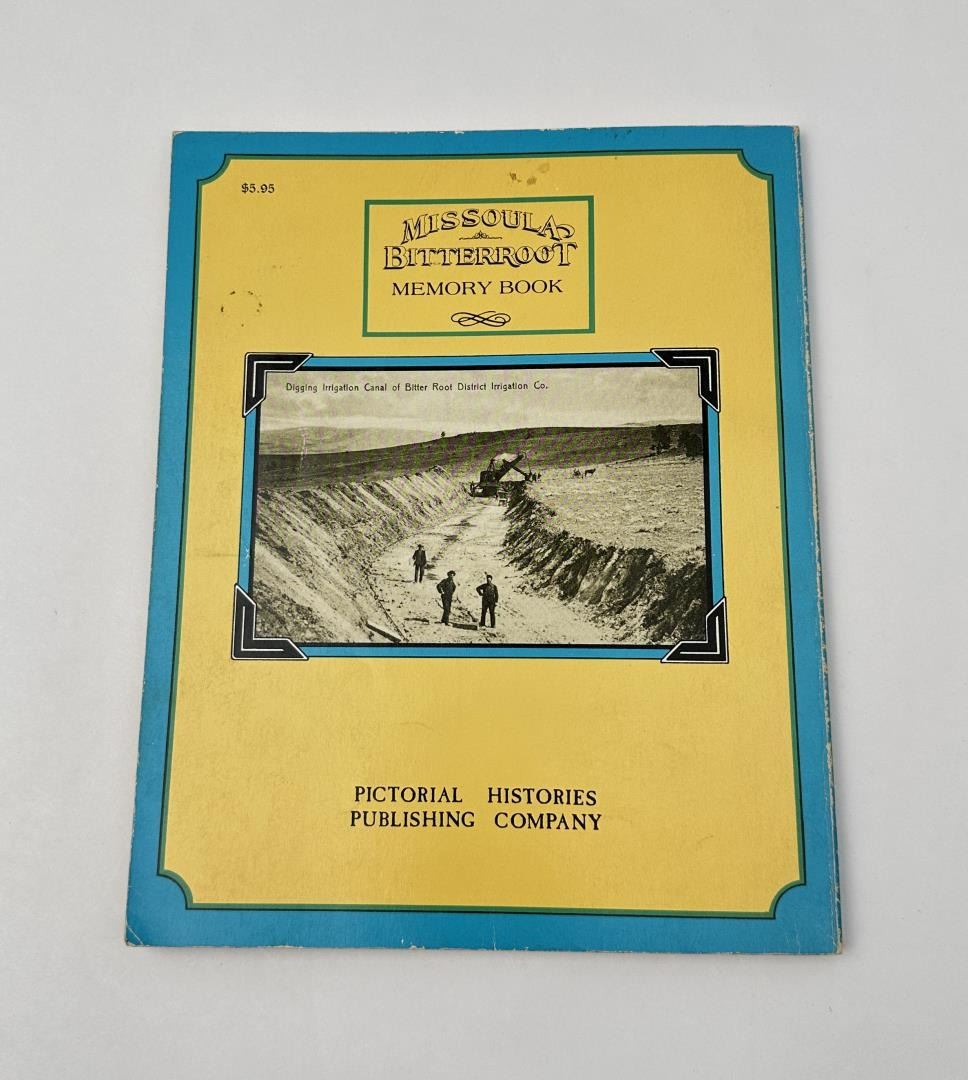 $5.95
MISSOULA
BITTERROOT
MEMORY BOOK
Digging Irrigation Canal of Bitter Root District Irrigation Co.
PICTORIAL HISTORIES
PUBLISHING COMPANY